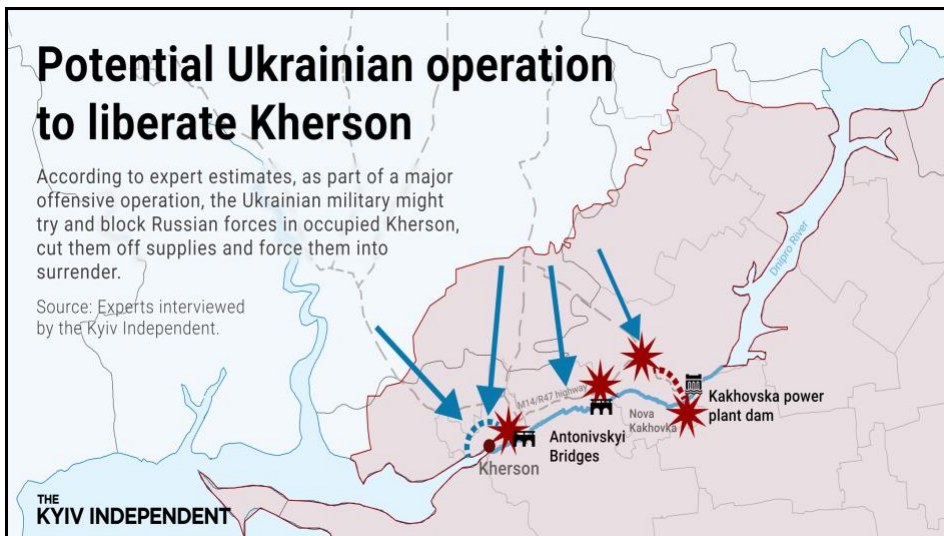 Potential Ukrainian operation
to liberate Kherson
According to expert estimates, as part of a major
offensive operation, the Ukrainian military might
try and block Russian forces in occupied Kherson,
cut them off supplies and force them into
surrender.
Source: Experts interviewed
by the Kyiv Independent.
Dnipro River
M14/R47 highway
Kakhovska power
plant dam
Nova
Kakhovka
Antonivskyi
Bridges
Kherson
THE
KYIV INDEPENDENT